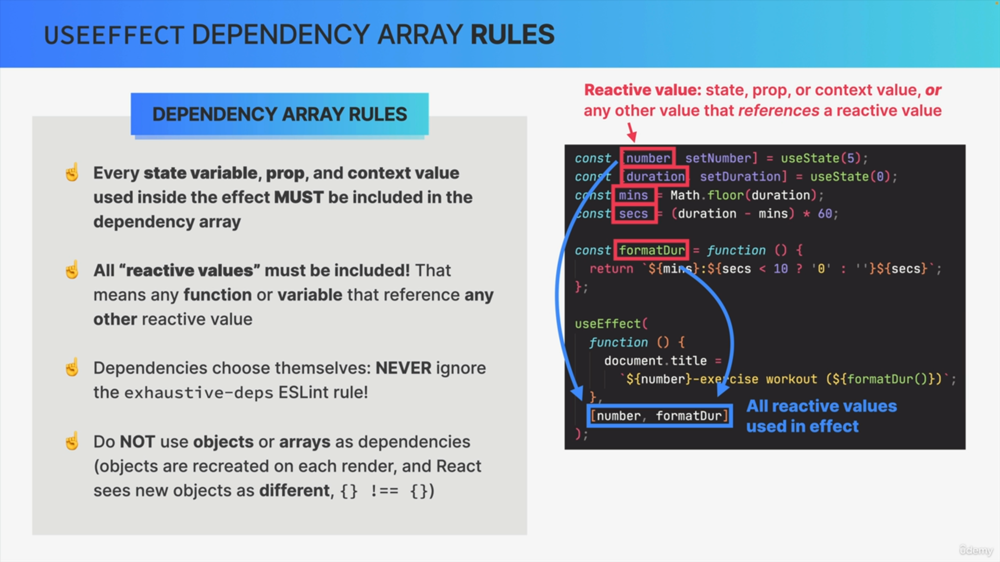 USEEFFECT DEPENDENCY ARRAY RULES
DEPENDENCY ARRAY RULES
☝️ Every state variable, prop, and context value
used inside the effect MUST be included in the
dependency array
☝️ All “reactive values” must be included! That
means any function or variable that reference any
other reactive value
☝️ Dependencies choose themselves: NEVER ignore
the exhaustive-deps ESLint rule!
☝️ Do NOT use objects or arrays as dependencies
(objects are recreated on each render, and React
sees new objects as different, {} !== {})
Reactive value: state, prop, or context value, or
any other value that references a reactive value
const [number setNumber] = useState(5);
const [duration setDuration] = useState(0);
const mins = Math.floor(duration);
const secs = (duration - mins) * 60;
const formatDur = function () {
return `${mins}:${secs < 10 ? '0' : ''}${secs}`;
};
useEffect(
function () {
document.title =
`${number}-exercise workout (${formatDur()})`;
},
[number, formatDur]
);
All reactive values
used in effect
ûdemy